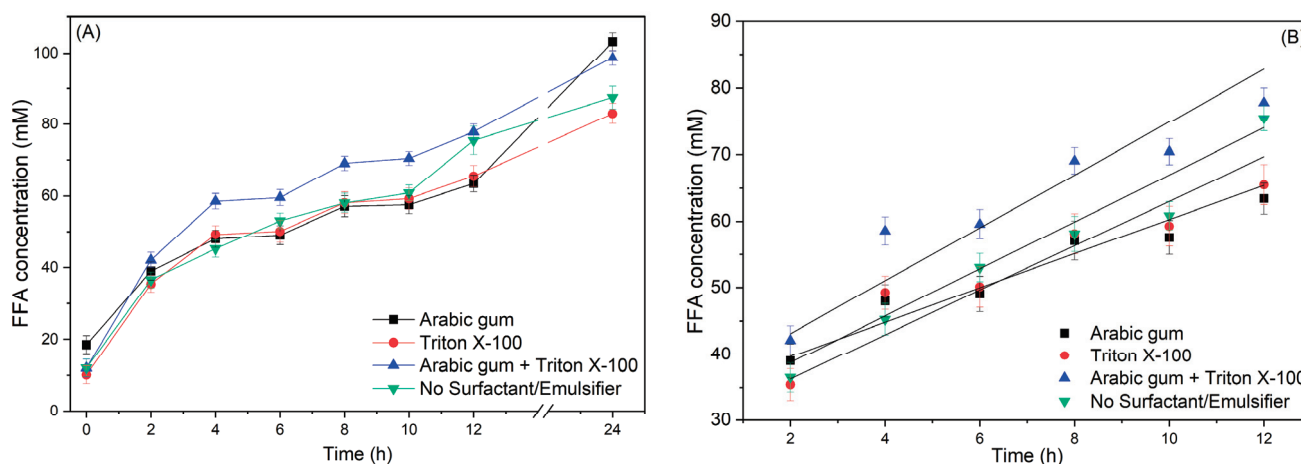 (A)
FFA concentration (mM)
100
80
60
40
20
0
0 2 4 6 8 10 12 24
Time (h)
Arabic gum
Triton X-100
Arabic gum + Triton X-100
No Surfactant/Emulsifier
(B)
FFA concentration (mM)
90
80
70
60
50
40
30
2 4 6 8 10 12
Time (h)
Arabic gum
Triton X-100
Arabic gum + Triton X-100
No Surfactant/Emulsifier